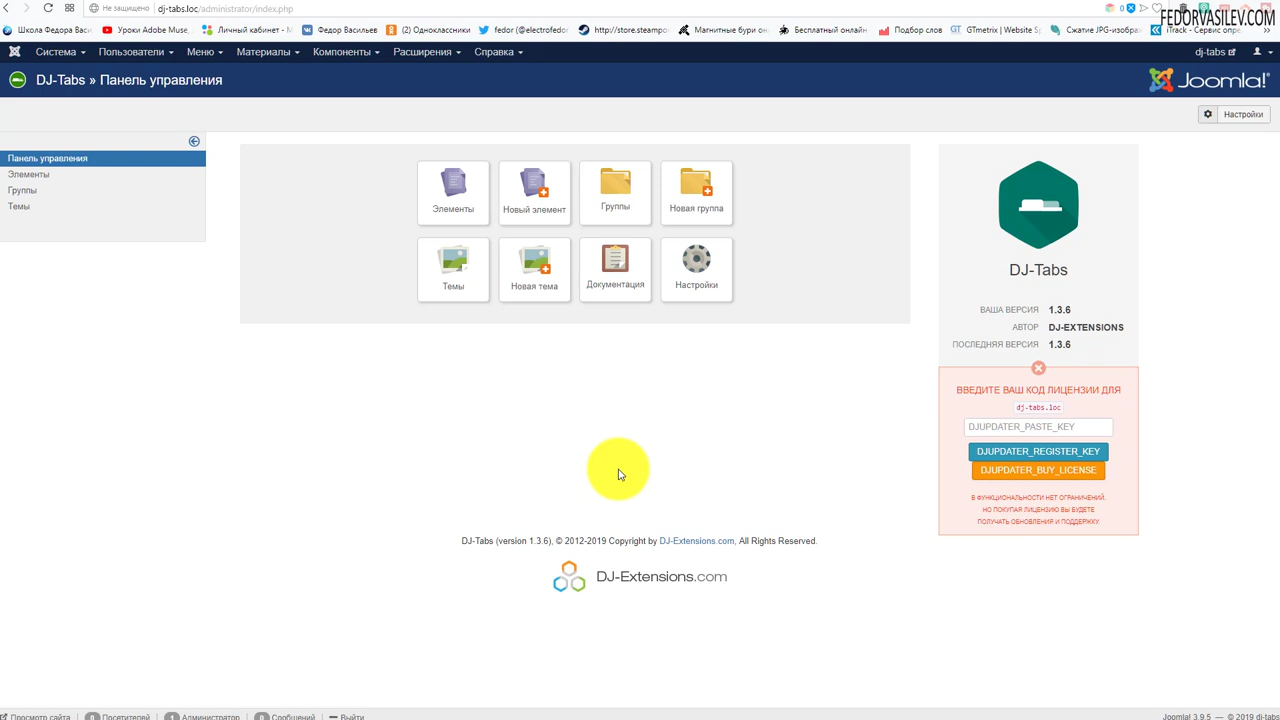 Не защищено
dj-tabs.loc/administrator/index.php
0
FEDORVASILEV.COM
Школа Федора Васил
Уроки Adobe Muse,
Личный кабинет - M
Федор Васильев
(2) Одноклассники
fedor (@electrofedor
http://store.steampo
Магнитные бури он
Бесплатный онлайн
Подбор слов
GTmetrix | Website Sp
Сжатие JPG-изображ
iTrack - Сервис опре
Система
Пользователи
Меню
Материалы
Компоненты
Расширения
Справка
dj-tabs
DJ-Tabs » Панель управления
Joomla!®
Настройки
Панель управления
Элементы
Группы
Темы
Элементы
Новый элемент
Группы
Новая группа
Темы
Новая тема
Документация
Настройки
DJ-Tabs
ВАША ВЕРСИЯ 1.3.6
АВТОР DJ-EXTENSIONS
ПОСЛЕДНЯЯ ВЕРСИЯ 1.3.6
ВВЕДИТЕ ВАШ КОД ЛИЦЕНЗИИ ДЛЯ
dj-tabs.loc
DJUPDATER_PASTE_KEY
DJUPDATER_REGISTER_KEY
DJUPDATER_BUY_LICENSE
В ФУНКЦИОНАЛЬНОСТИ НЕТ ОГРАНИЧЕНИЙ.
НО ПОКУПАЯ ЛИЦЕНЗИЮ ВЫ БУДЕТЕ
ПОЛУЧАТЬ ОБНОВЛЕНИЯ И ПОДДЕРЖКУ.
DJ-Tabs (version 1.3.6), © 2012-2019 Copyright by DJ-Extensions.com, All Rights Reserved.
DJ-Extensions.com
Просмотр сайта
0 Посетителей
1 Администратор
0 Сообщений
Выйти
Joomla! 3.9.5 — © 2019 dj-tabs